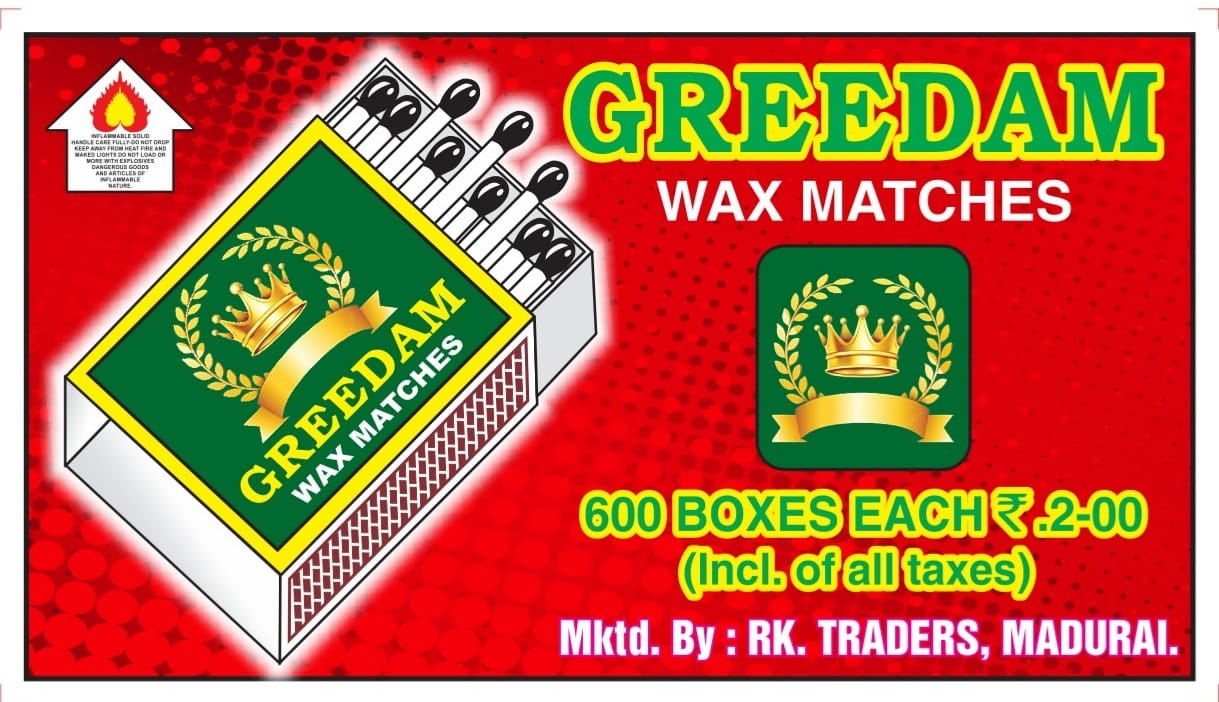 INFLAMMABLE SOLID
HANDLE CARE FULLY-DO NOT DROP
KEEP AWAY FROM HEAT FIRE AND
MAKED LIGHTS DO NOT LOAD OR
MORE WITH EXPLOSIVES
DANGEROUS GOODS
AND ARTICLES OF
INFLAMMABLE
NATURE.
GREEDAM
WAX MATCHES
GREEDAM
WAX MATCHES
600 BOXES EACH ₹.2-00
(Incl. of all taxes)
Mktd. By : RK. TRADERS, MADURAI.